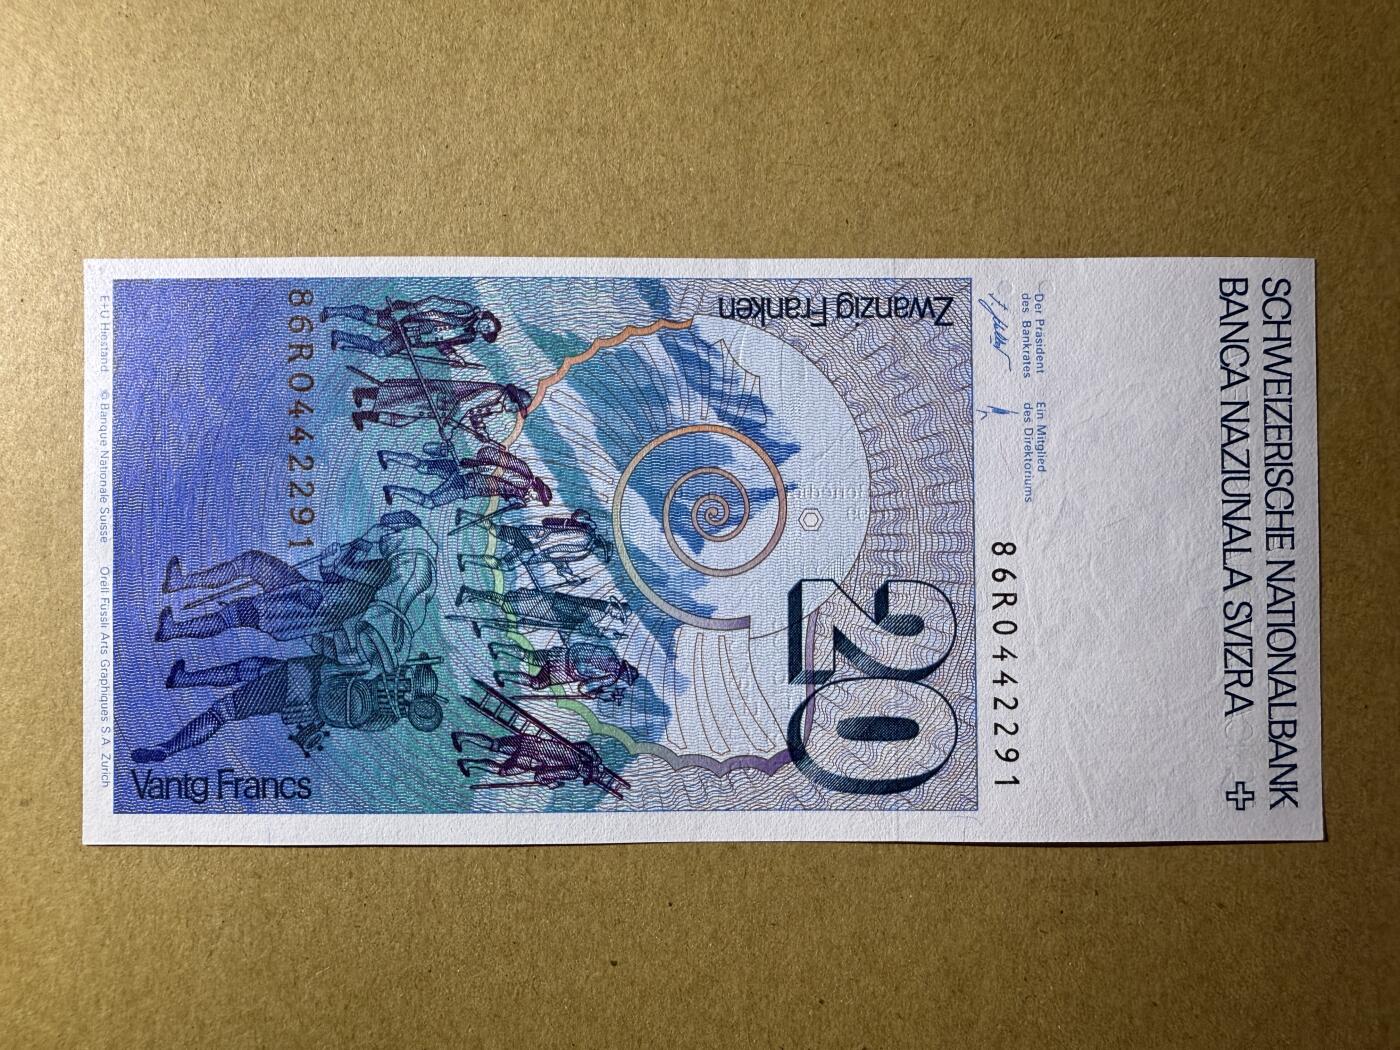 SCHWEIZERISCHE NATIONALBANK
BANCA NAZIUNALA SVIZRA
Der Präsident
des Bankrates
Ein Mitglied
des Direktoriums
86R0442291
Zwanzig Franken
20
86R0442291
Vantg Francs
E+U Hiestand © Banque Nationale Suisse Orell Füssli Arts Graphiques S.A. Zurich